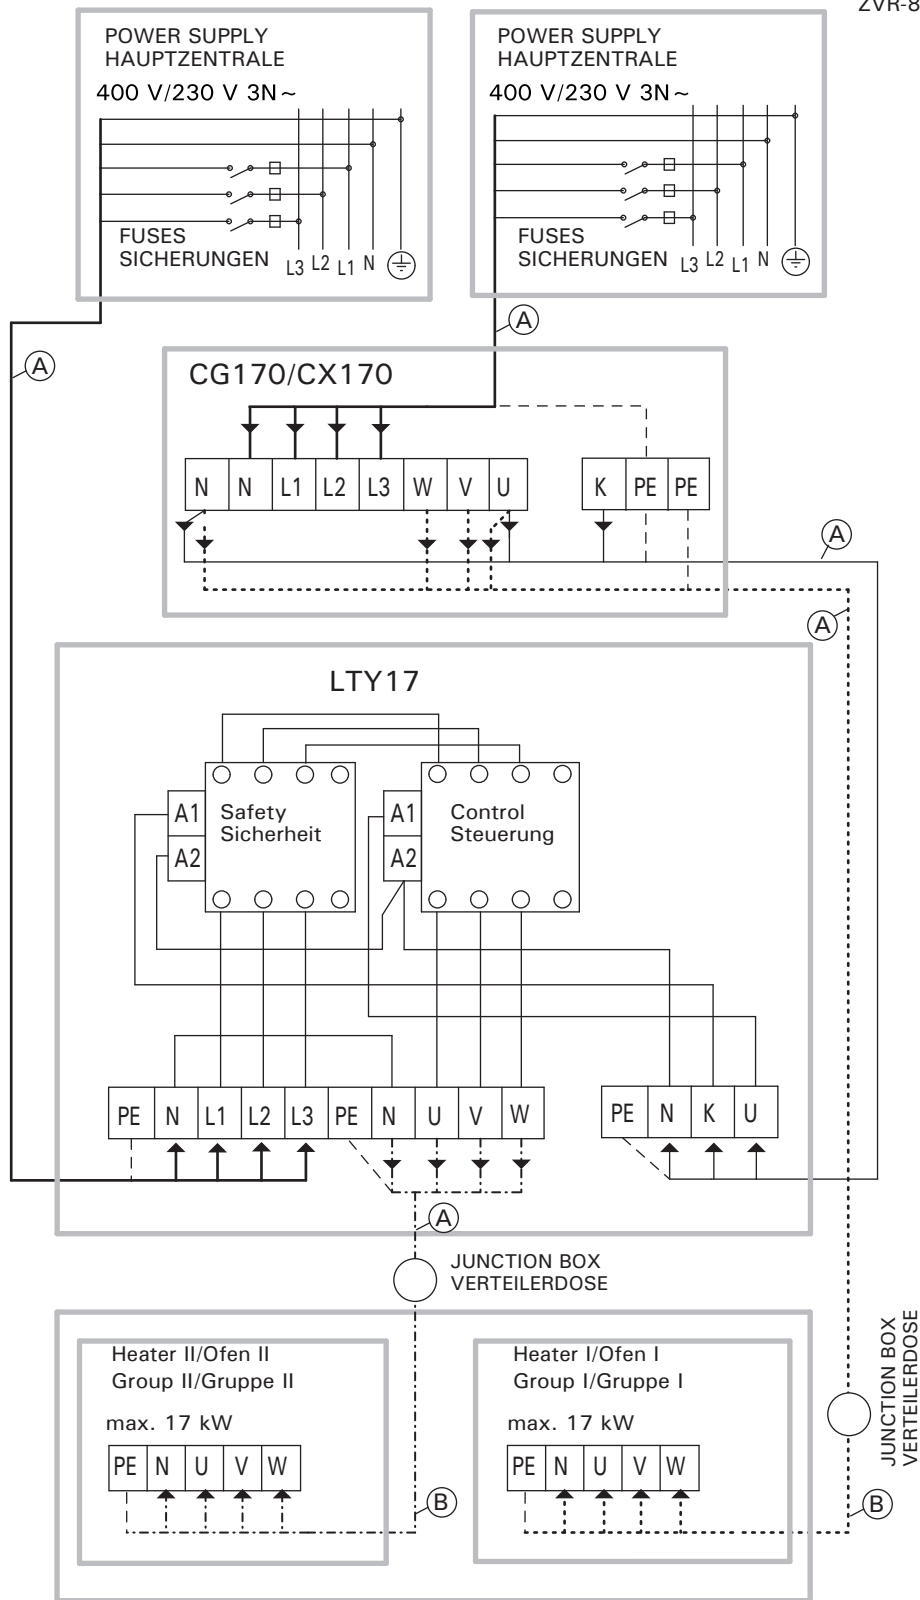 ZVR-8
POWER SUPPLY
HAUPTZENTRALE
400 V/230 V 3N~
FUSES
SICHERUNGEN
L3 L2 L1 N
POWER SUPPLY
HAUPTZENTRALE
400 V/230 V 3N~
FUSES
SICHERUNGEN
L3 L2 L1 N
A
A
CG170/CX170
N N L1 L2 L3 W V U
K PE PE
A
A
LTY17
A1
A2
Safety
Sicherheit
A1
A2
Control
Steuerung
PE N L1 L2 L3 PE N U V W
PE N K U
A
JUNCTION BOX
VERTEILERDOSE
Heater II/Ofen II
Group II/Gruppe II
max. 17 kW
PE N U V W
B
Heater I/Ofen I
Group I/Gruppe I
max. 17 kW
PE N U V W
B
JUNCTION BOX
VERTEILERDOSE